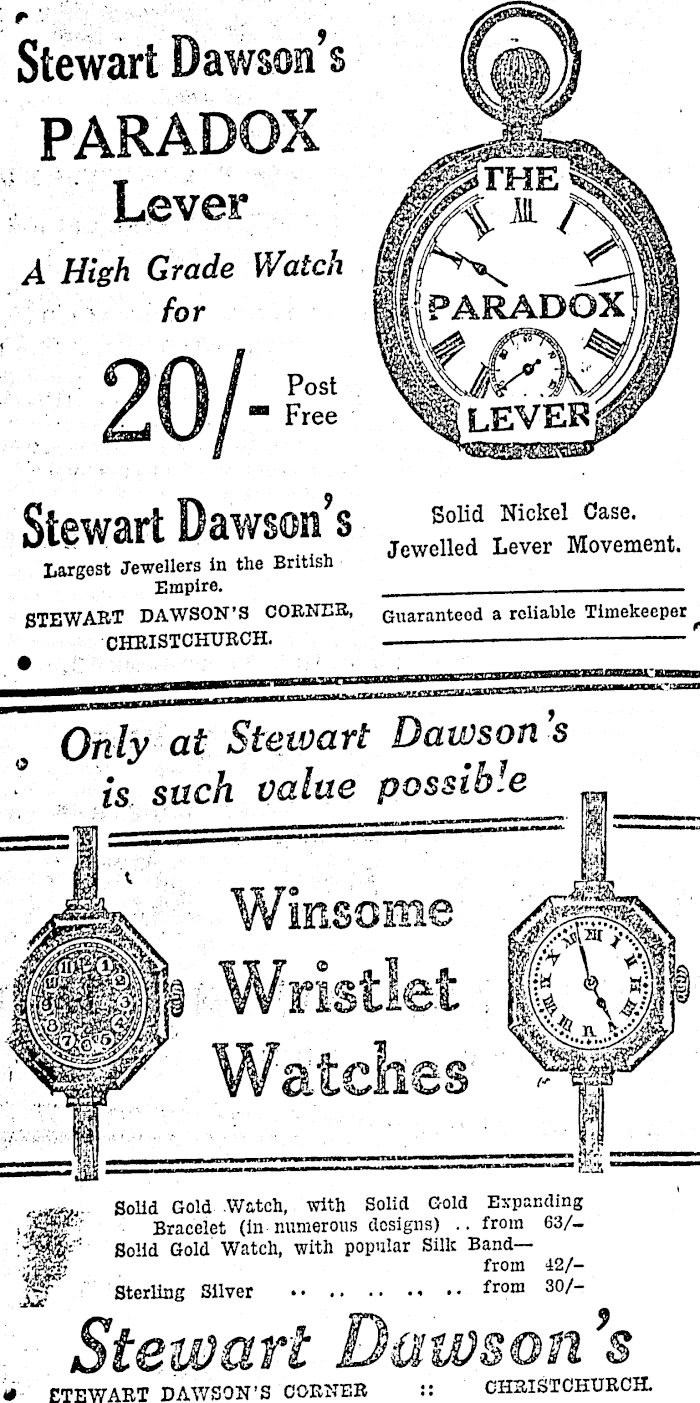 Stewart Dawson's
PARADOX
Lever
A High Grade Watch
for
20/- Post Free
THE
PARADOX
LEVER
Stewart Dawson's
Largest Jewellers in the British
Empire.
STEWART DAWSON'S CORNER,
CHRISTCHURCH.
Solid Nickel Case.
Jewelled Lever Movement.
Guaranteed a reliable Timekeeper
Only at Stewart Dawson's
is such value possible
Winsome
Wristlet
Watches
Solid Gold Watch, with Solid Gold Expanding
Bracelet (in numerous designs) .. from 63/-
Solid Gold Watch, with popular Silk Band—
from 42/-
Sterling Silver .. .. .. .. .. from 30/-
Stewart Dawson's
STEWART DAWSON'S CORNER :: CHRISTCHURCH.